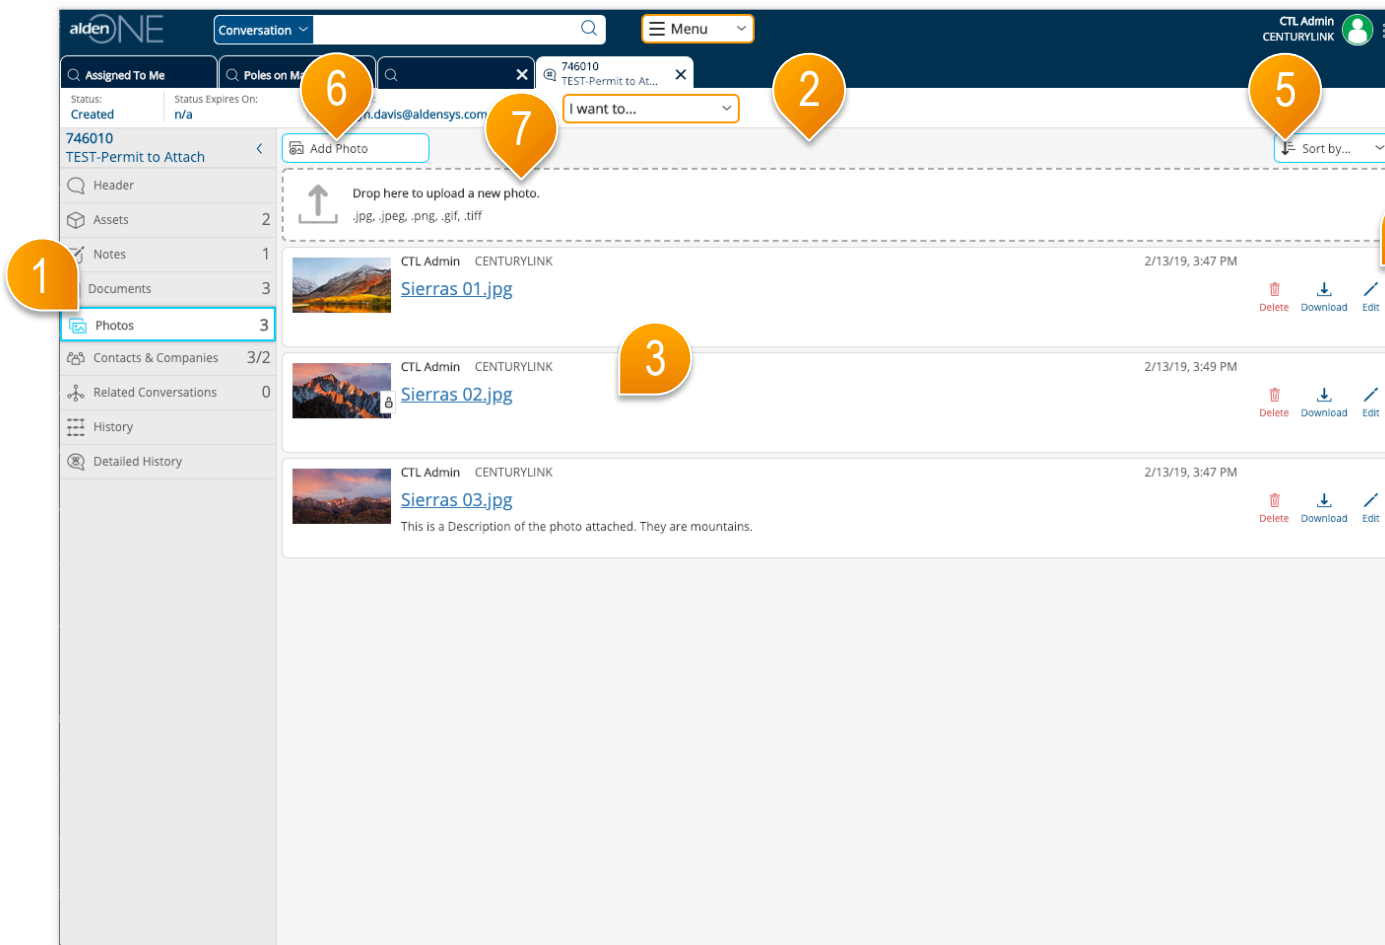 alden ONE
Conversation
Menu
CTL Admin
CENTURYLINK
Assigned To Me
Poles on Ma
746010
TEST-Permit to At...
6
2
5
Status:
Created
Status Expires On:
n/a
.davis@aldensys.com
7
I want to...
746010
TEST-Permit to Attach
Add Photo
Sort by...
Header
Drop here to upload a new photo.
.jpg, .jpeg, .png, .gif, .tiff
Assets 2
Notes 1
1
Documents 3
Photos 3
Contacts & Companies 3/2
Related Conversations 0
History
Detailed History
CTL Admin CENTURYLINK 2/13/19, 3:47 PM
Sierras 01.jpg
Delete Download Edit
3
CTL Admin CENTURYLINK 2/13/19, 3:49 PM
Sierras 02.jpg
Delete Download Edit
CTL Admin CENTURYLINK 2/13/19, 3:47 PM
Sierras 03.jpg
This is a Description of the photo attached. They are mountains.
Delete Download Edit